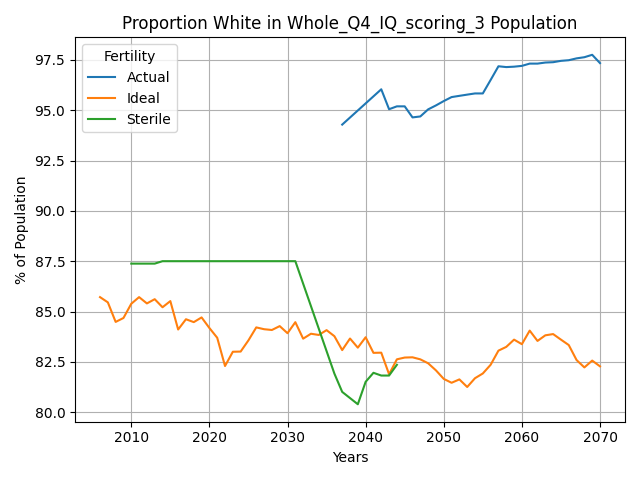 Proportion White in Whole_Q4_IQ_scoring_3 Population
Fertility
Actual
Ideal
Sterile
97.5
95.0
92.5
90.0
87.5
85.0
82.5
80.0
% of Population
2010 2020 2030 2040 2050 2060 2070
Years